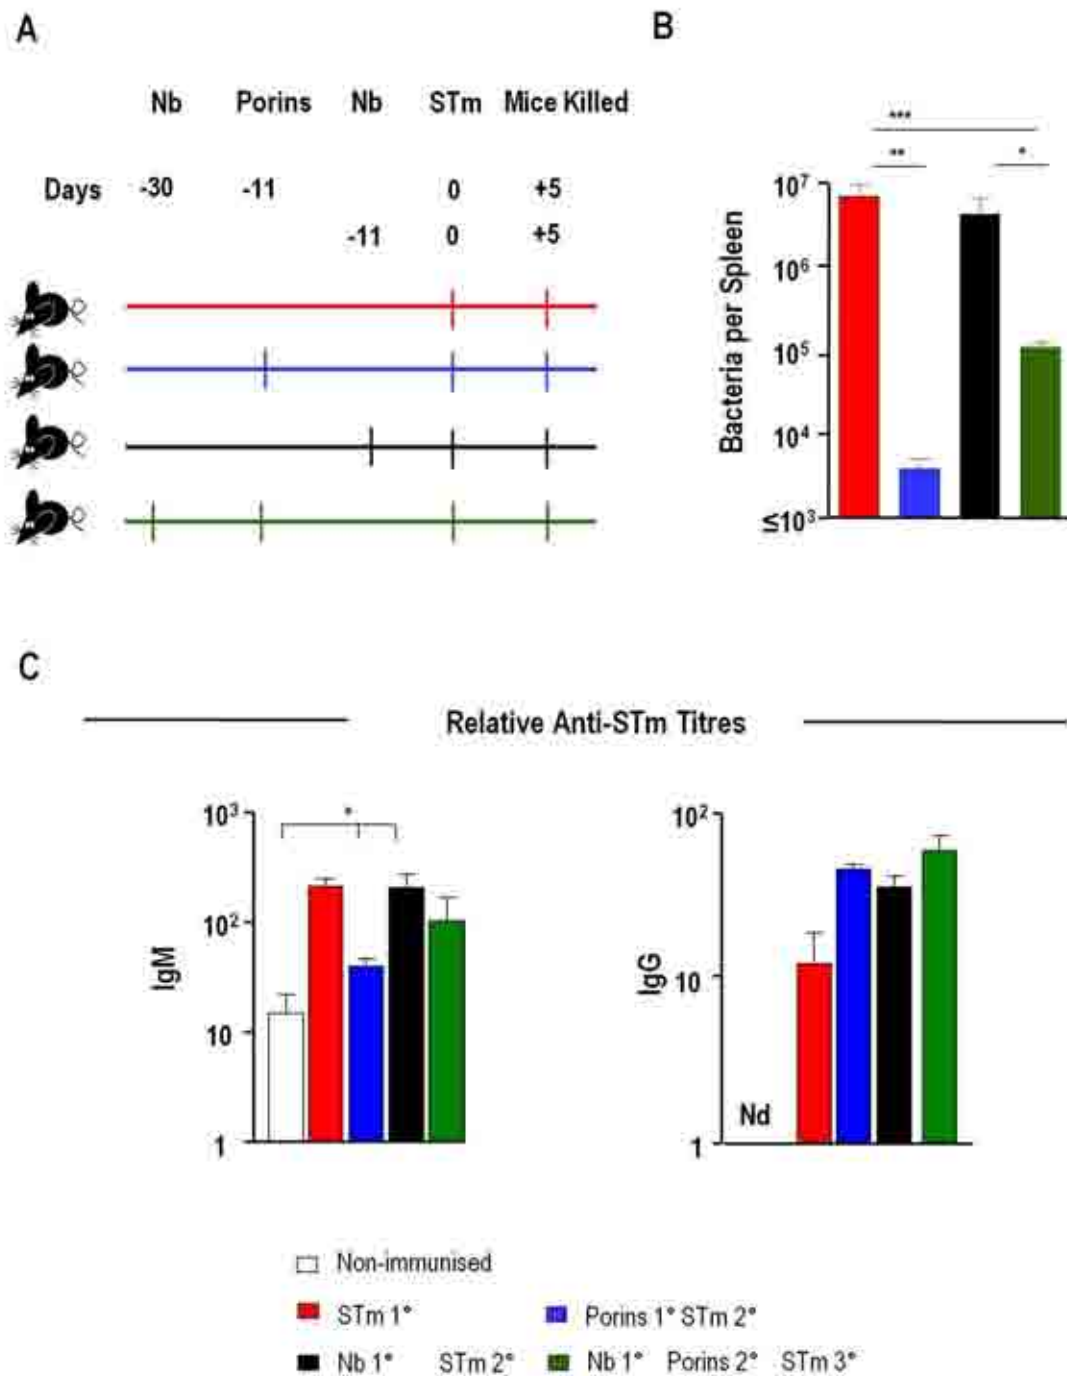 A
Nb Porins Nb STm Mice Killed
Days -30 -11 0 +5
-11 0 +5
B
*** 
** *
Bacteria per Spleen
10⁷
10⁶
10⁵
10⁴
≤10³
C
Relative Anti-STm Titres
*
IgM
10³
10²
10
1
IgG
10²
10
1
Nd
Non-immunised
STm 1° Porins 1° STm 2°
Nb 1° STm 2° Nb 1° Porins 2° STm 3°